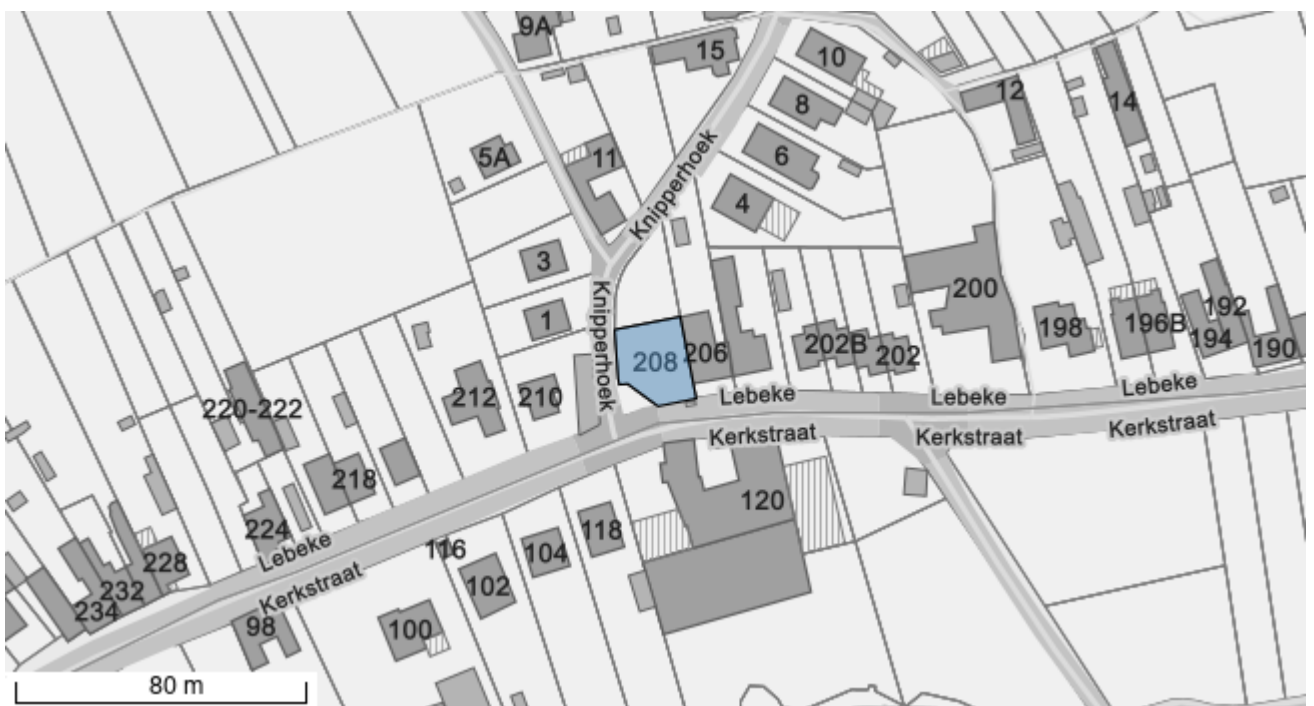 9A
15
10
8
12
14
5A
11
6
4
Knipperhoek
3
200
1
Knipperhoek
208
206
202B
202
198
196B
192
194
190
212
210
Lebeke
Lebeke
Lebeke
Kerkstraat
Kerkstraat
Kerkstraat
220-222
218
120
224
Lebeke
118
116
104
228
232
234
Kerkstraat
102
98
100
80 m